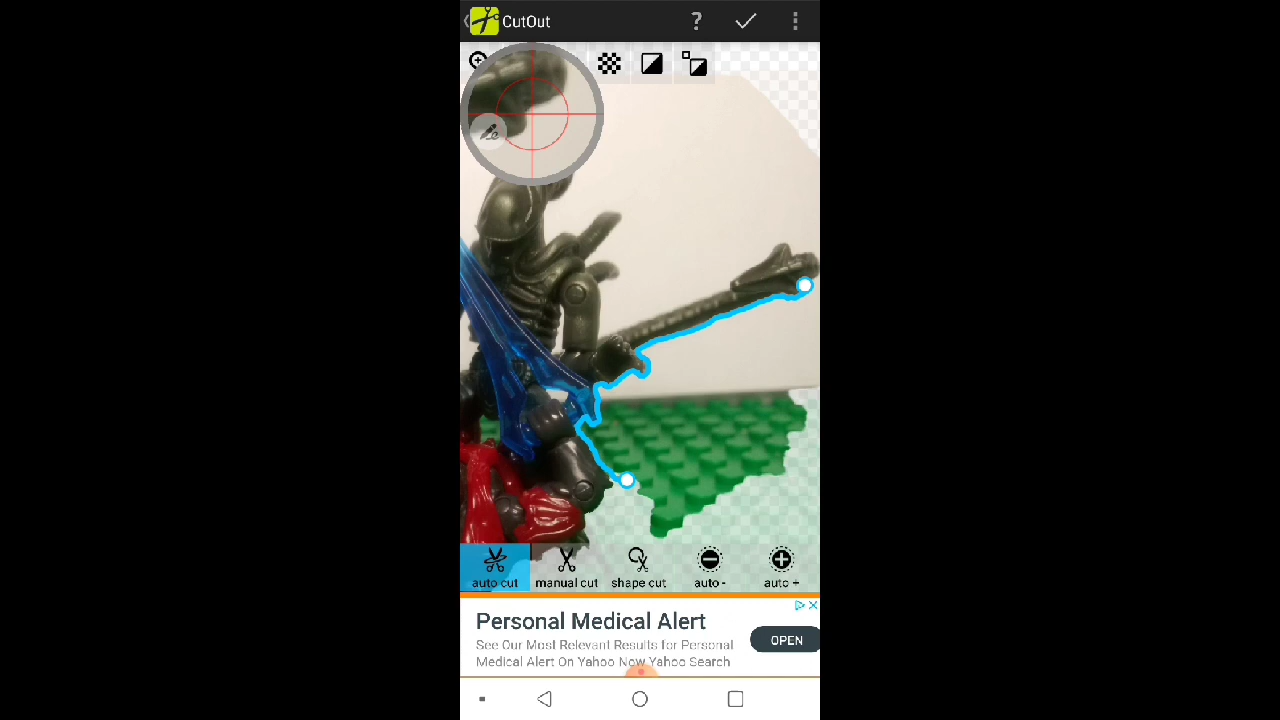 CutOut
?
auto cut
manual cut
shape cut
auto -
auto +
Personal Medical Alert
See Our Most Relevant Results for Personal
Medical Alert On Yahoo Now Yahoo Search
OPEN